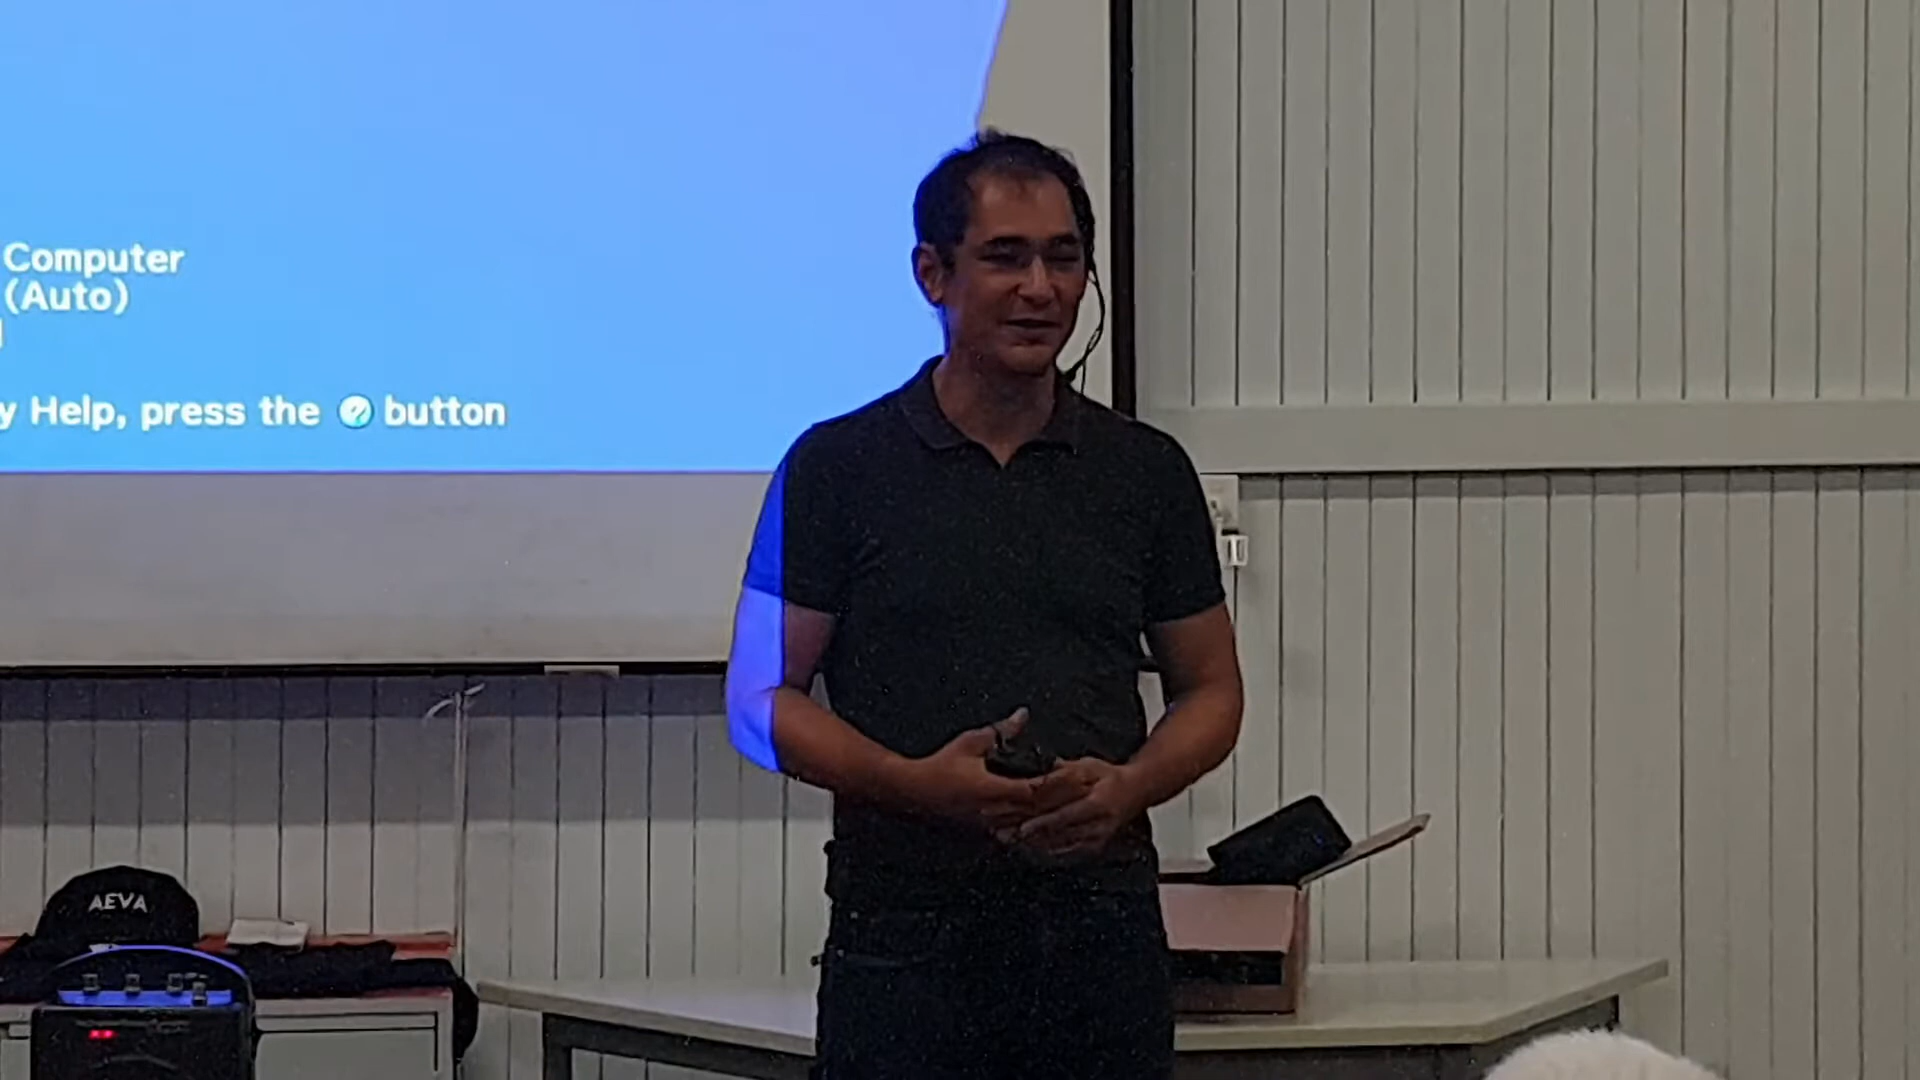 Computer
(Auto)
y Help, press the ? button
AEVA